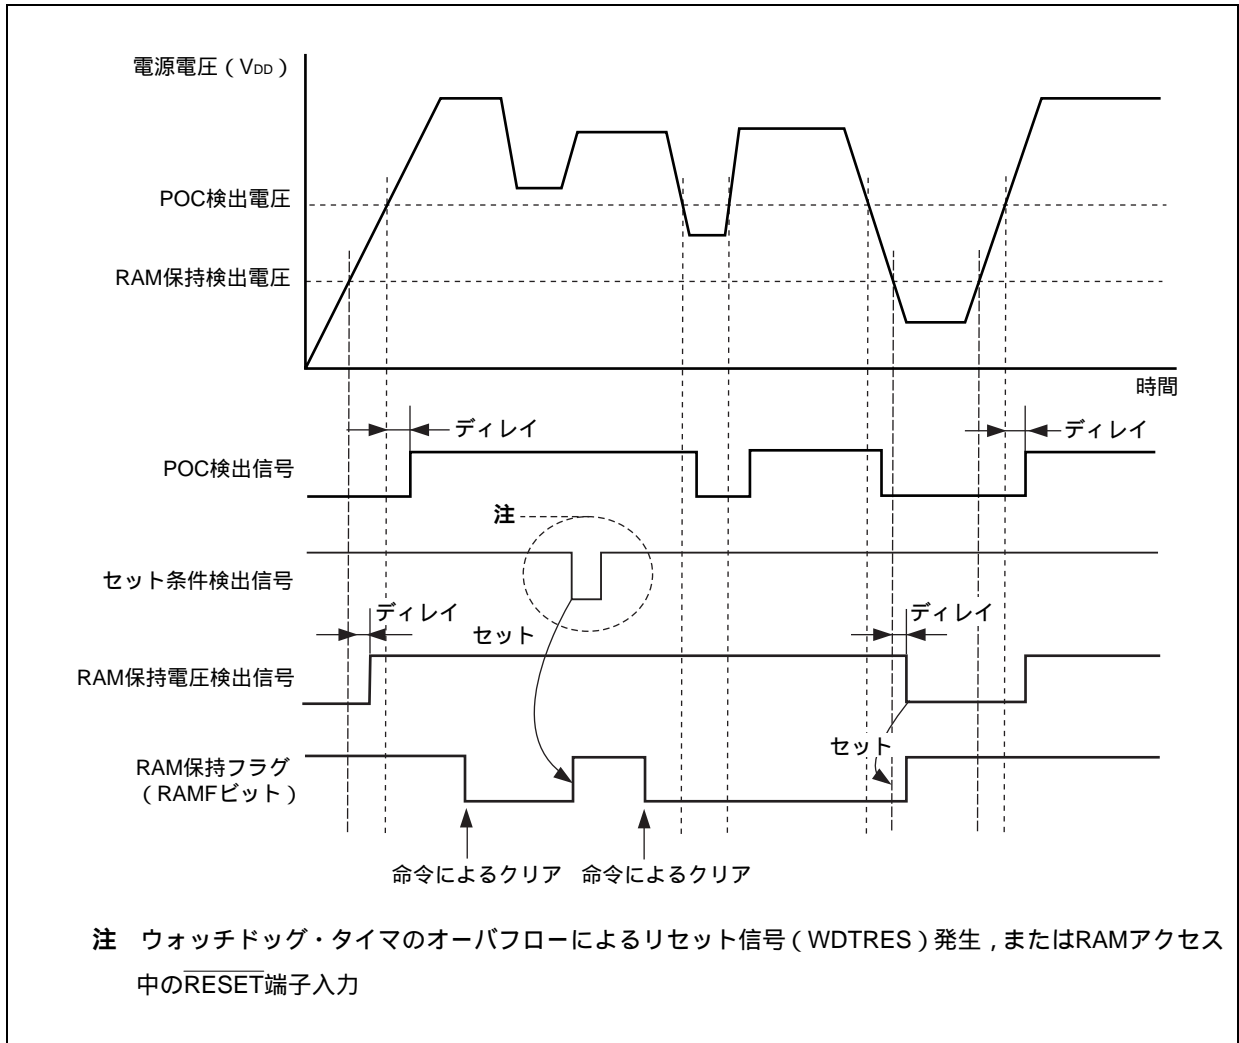 電源電圧（VDD）
POC検出電圧
RAM保持検出電圧
時間
ディレイ
ディレイ
POC検出信号
注
セット条件検出信号
ディレイ
ディレイ
セット
RAM保持電圧検出信号
セット
RAM保持フラグ
（RAMFビット）
命令によるクリア
命令によるクリア
注　ウォッチドッグ・タイマのオーバフローによるリセット信号（WDTRES）発生，またはRAMアクセス
中のRESET端子入力